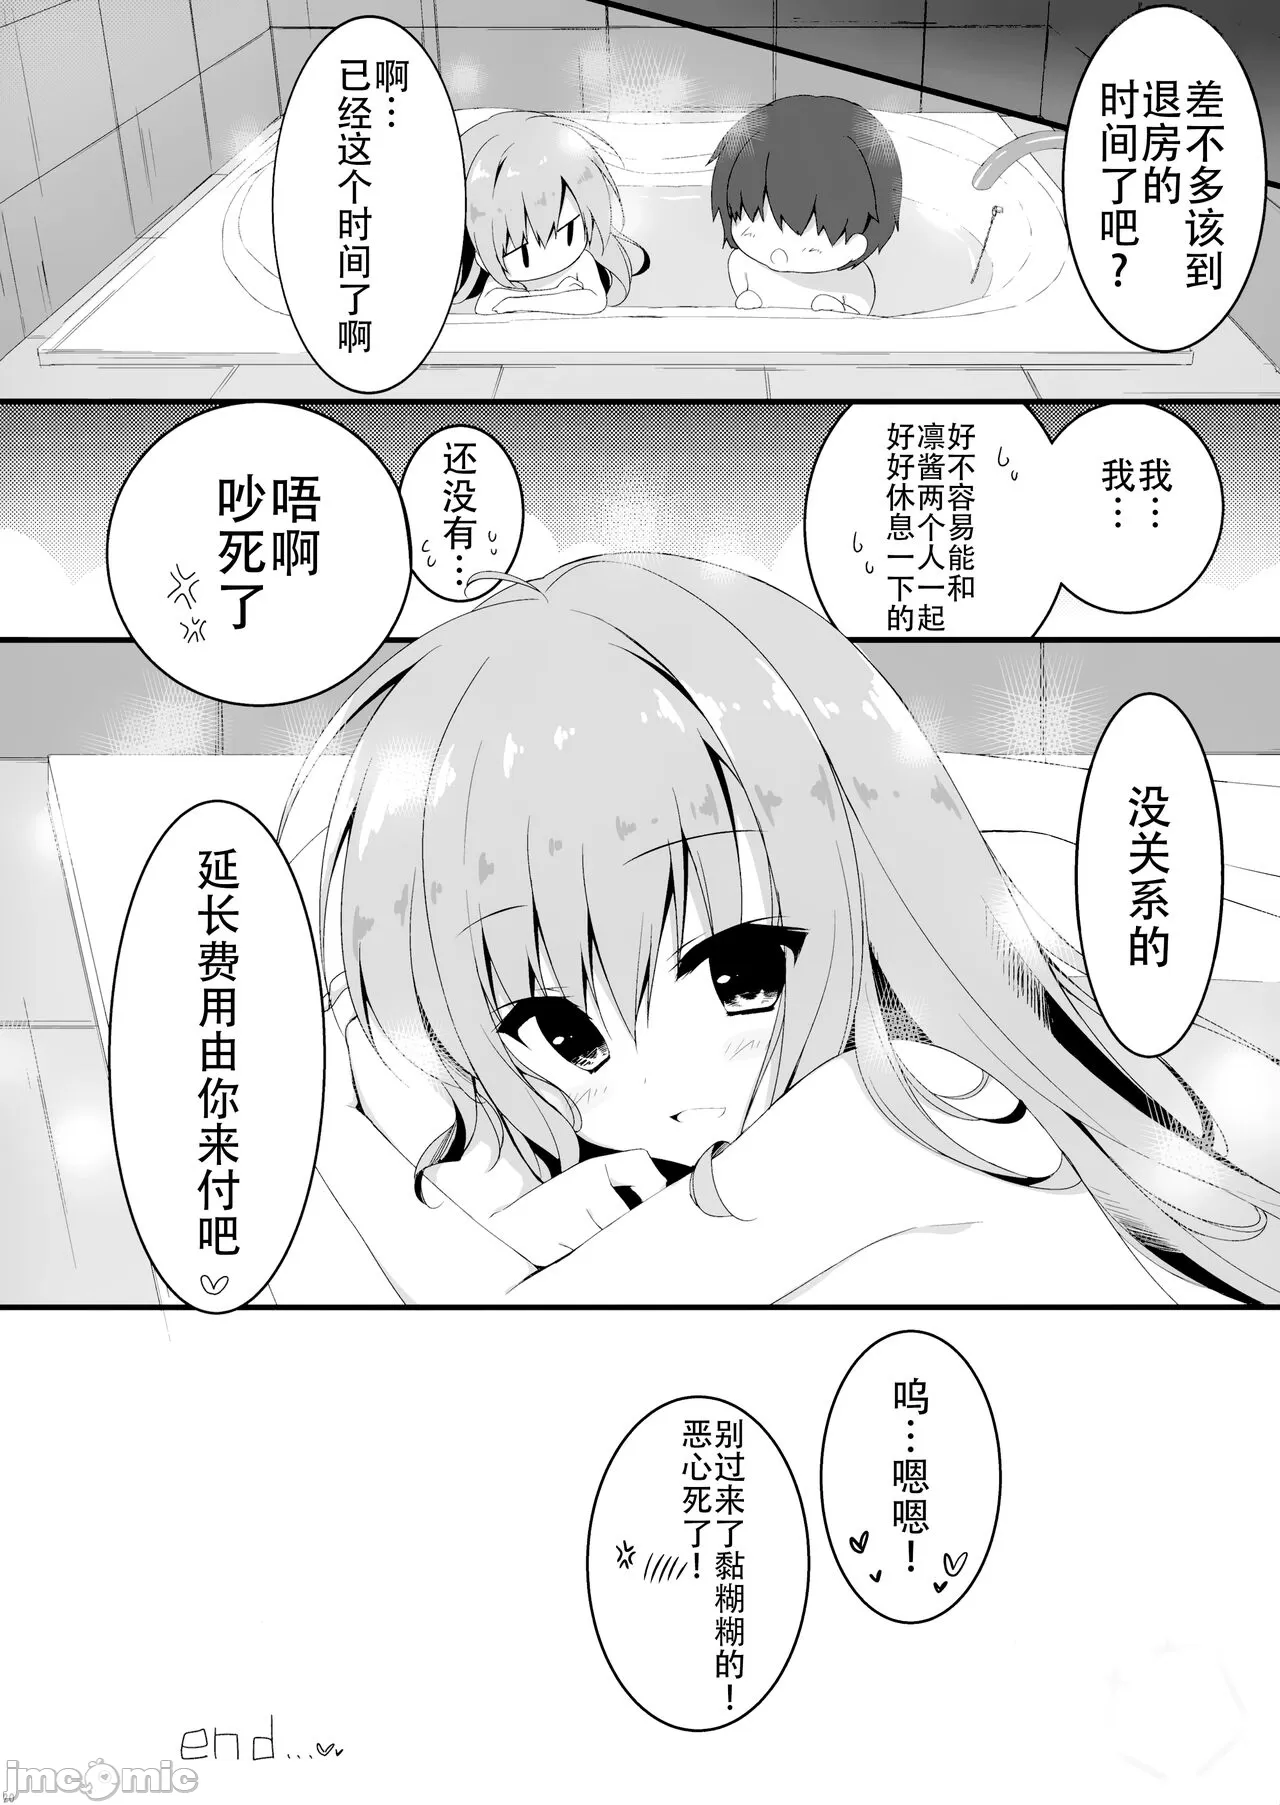 差不多该到
退房的
时间了吧？
啊…
已经这个时间了啊
我…
我…
好不容易能和
凛酱两个人一起
好好休息一下的
还没有…
唔啊
吵死了
没关系的
延长费用由你来付吧♡
呜…嗯嗯！
别过来了黏糊糊的！
恶心死了！
end...
jmcomic
20